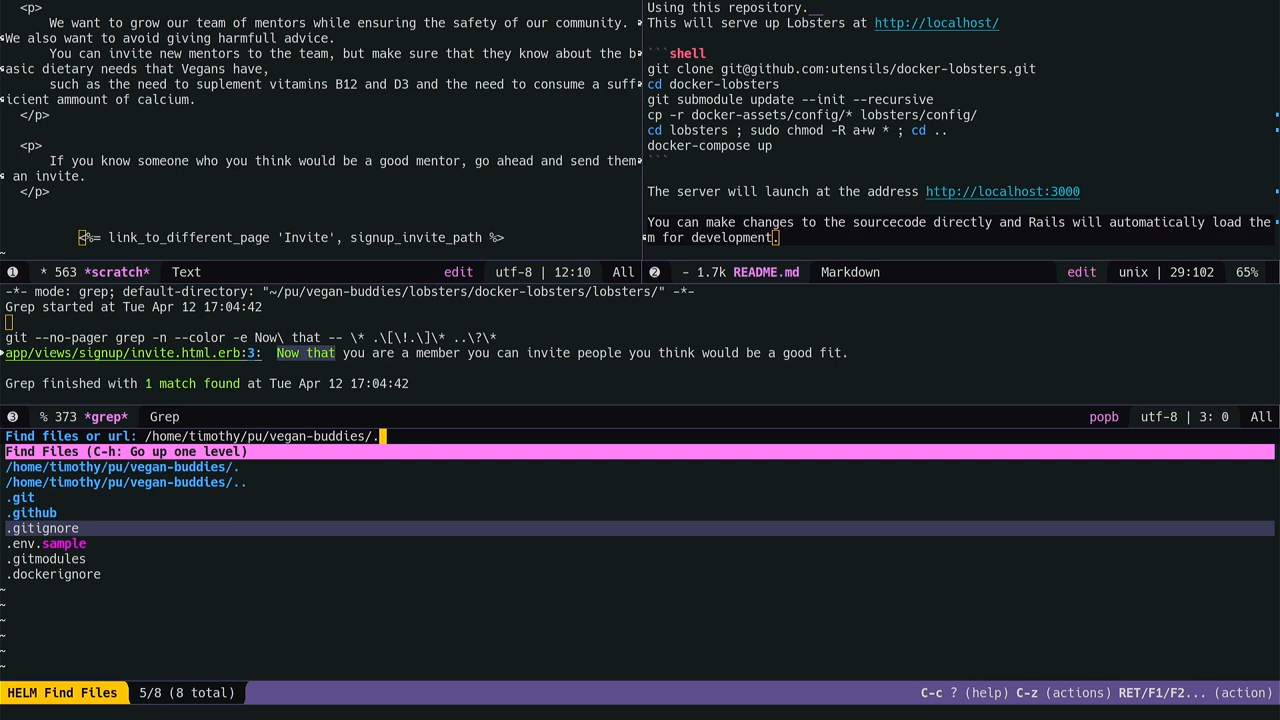 <p>
We want to grow our team of mentors while ensuring the safety of our community.
We also want to avoid giving harmfull advice.
You can invite new mentors to the team, but make sure that they know about the b
asic dietary needs that Vegans have,
such as the need to suplement vitamins B12 and D3 and the need to consume a suff
icient ammount of calcium.
</p>
<p>
If you know someone who you think would be a good mentor, go ahead and send them
an invite.
</p>
<%= link_to_different_page 'Invite', signup_invite_path %>
~
❶ * 563 *scratch* Text edit utf-8 | 12:10 All
Using this repository.
This will serve up Lobsters at http://localhost/
```shell
git clone git@github.com:utensils/docker-lobsters.git
cd docker-lobsters
git submodule update --init --recursive
cp -r docker-assets/config/* lobsters/config/
cd lobsters ; sudo chmod -R a+w * ; cd ..
docker-compose up
```
The server will launch at the address http://localhost:3000
You can make changes to the sourcecode directly and Rails will automatically load the
m for development.
❷ - 1.7k README.md Markdown edit unix | 29:102 65%
-*- mode: grep; default-directory: "~/pu/vegan-buddies/lobsters/docker-lobsters/lobsters/" -*-
Grep started at Tue Apr 12 17:04:42
git --no-pager grep -n --color -e Now\ that -- \* .\[\!.\]\* ..\?\*
app/views/signup/invite.html.erb:3: Now that you are a member you can invite people you think would be a good fit.
Grep finished with 1 match found at Tue Apr 12 17:04:42
❸ % 373 *grep* Grep popb utf-8 | 3: 0 All
Find files or url: /home/timothy/pu/vegan-buddies/.
Find Files (C-h: Go up one level)
/home/timothy/pu/vegan-buddies/.
/home/timothy/pu/vegan-buddies/..
.git
.github
.gitignore
.env.sample
.gitmodules
.dockerignore
~
~
~
~
~
~
HELM Find Files 5/8 (8 total) C-c ? (help) C-z (actions) RET/F1/F2... (action)